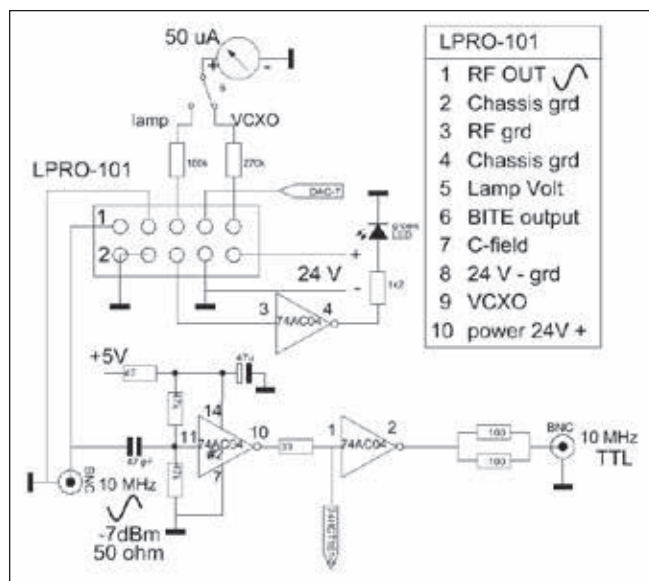 50 uA
+
-
lamp
VCXO
100k
270k
LPRO-101
DAC-7
1
2
24 V
+
-
green
LED
1k2
3
4
74AC04
+5V
47
47u
47k
14
11
74AC04
10
33
1
74AC04
2
100
100
BNC
10 MHz
TTL
47k
7
BNC
10 MHz
-7dBm
50 ohm
LPRO-101
1 RF OUT
2 Chassis grd
3 RF grd
4 Chassis grd
5 Lamp Volt
6 BITE output
7 C-field
8 24 V - grd
9 VCXO
10 power 24V +